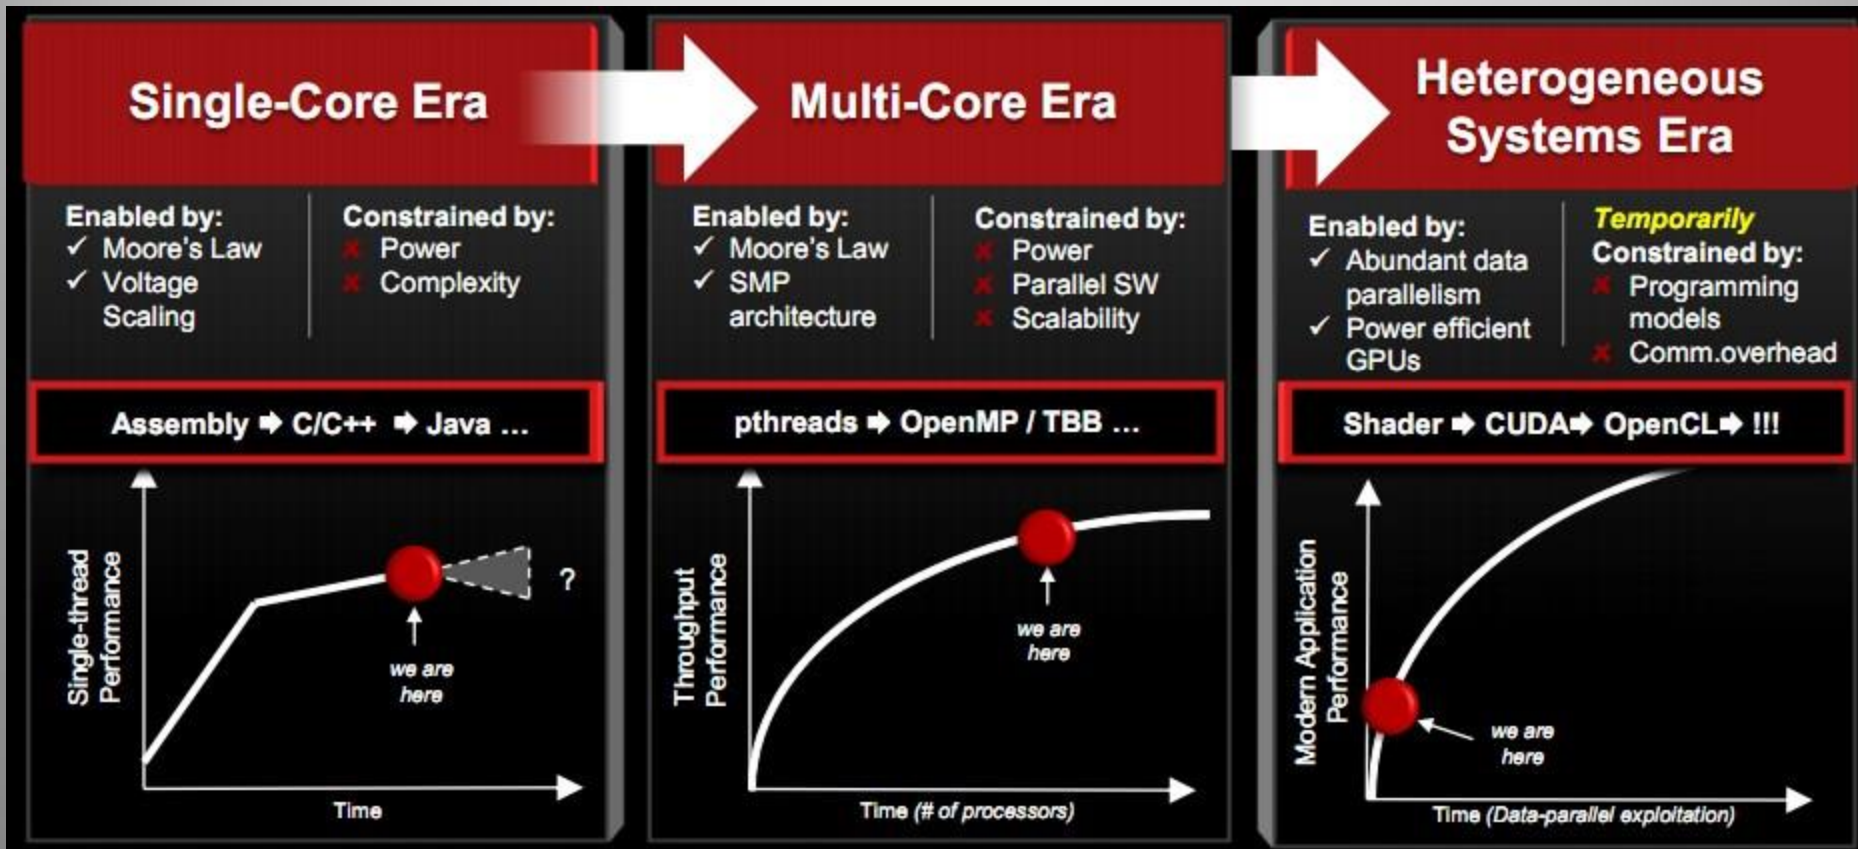 Single-Core Era
Enabled by:
✓ Moore's Law
✓ Voltage
Scaling
Constrained by:
✗ Power
✗ Complexity
Assembly ➡ C/C++ ➡ Java ...
Single-thread
Performance
?
we are
here
Time
Multi-Core Era
Enabled by:
✓ Moore's Law
✓ SMP
architecture
Constrained by:
✗ Power
✗ Parallel SW
✗ Scalability
pthreads ➡ OpenMP / TBB ...
Throughput
Performance
we are
here
Time (# of processors)
Heterogeneous
Systems Era
Enabled by:
✓ Abundant data
parallelism
✓ Power efficient
GPUs
Temporarily
Constrained by:
✗ Programming
models
✗ Comm.overhead
Shader ➡ CUDA➡ OpenCL➡ !!!
Modern Application
Performance
we are
here
Time (Data-parallel exploitation)